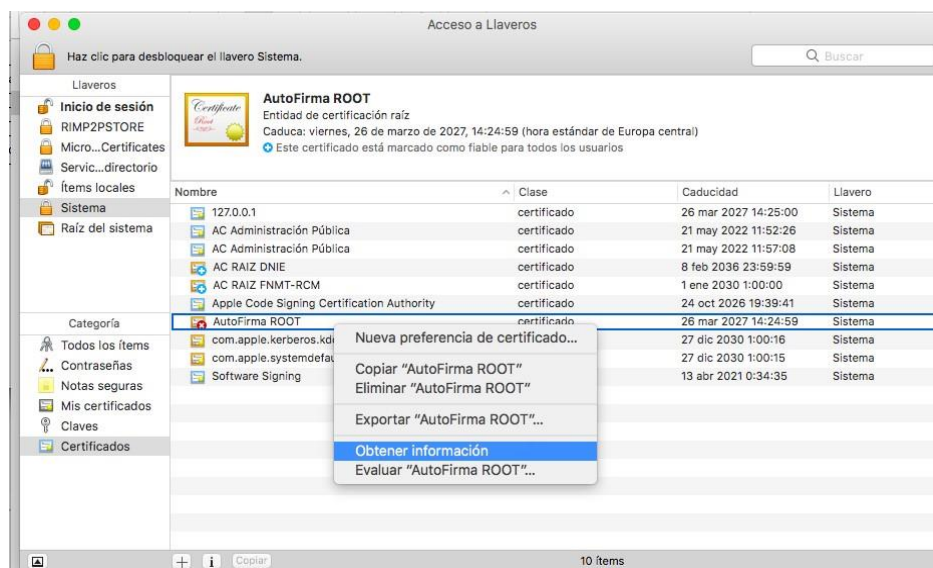 Acceso a Llaveros
Haz clic para desbloquear el llavero Sistema.
Buscar
Llaveros
Inicio de sesión
RIMP2PSTORE
Micro...Certificates
Servic...directorio
Ítems locales
Sistema
Raíz del sistema
Certificate
Root
AutoFirma ROOT
Entidad de certificación raíz
Caduca: viernes, 26 de marzo de 2027, 14:24:59 (hora estándar de Europa central)
Este certificado está marcado como fiable para todos los usuarios
Nombre Clase Caducidad Llavero
127.0.0.1 certificado 26 mar 2027 14:25:00 Sistema
AC Administración Pública certificado 21 may 2022 11:52:26 Sistema
AC Administración Pública certificado 21 may 2022 11:57:08 Sistema
AC RAIZ DNIE certificado 8 feb 2036 23:59:59 Sistema
AC RAIZ FNMT-RCM certificado 1 ene 2030 1:00:00 Sistema
Apple Code Signing Certification Authority certificado 24 oct 2026 19:39:41 Sistema
AutoFirma ROOT certificado 26 mar 2027 14:24:59 Sistema
com.apple.kerberos.kd 27 dic 2030 1:00:16 Sistema
com.apple.systemdefau 27 dic 2030 1:00:15 Sistema
Software Signing 13 abr 2021 0:34:35 Sistema
Nueva preferencia de certificado...
Copiar “AutoFirma ROOT”
Eliminar “AutoFirma ROOT”
Exportar “AutoFirma ROOT”...
Obtener información
Evaluar “AutoFirma ROOT”...
Categoría
Todos los ítems
Contraseñas
Notas seguras
Mis certificados
Claves
Certificados
Copiar
10 ítems